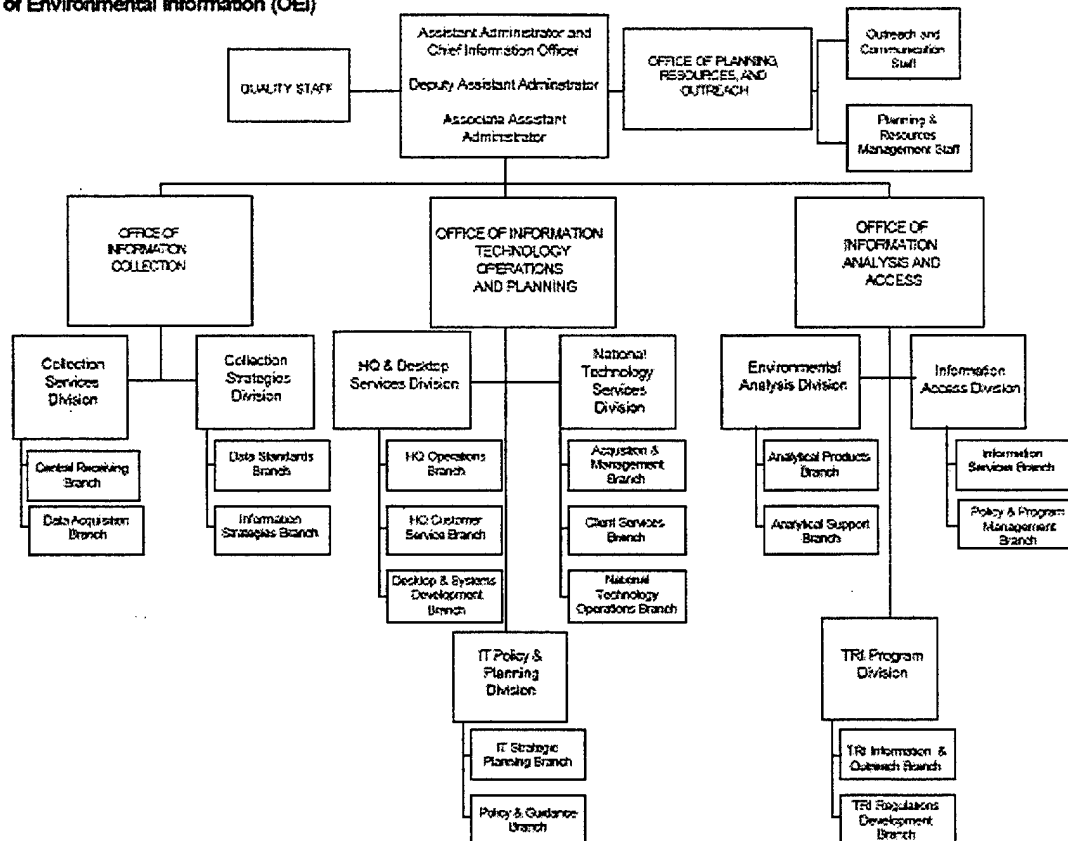 of Environmental Information (OEI)
Assistant Administrator and
Chief Information Officer
Deputy Assistant Administrator
Associate Assistant
Administrator
QUALITY STAFF
OFFICE OF PLANNING,
RESOURCES, AND
OUTREACH
Outreach and
Communication
Staff
Planning &
Resources
Management Staff
OFFICE OF
INFORMATION
COLLECTION
OFFICE OF INFORMATION
TECHNOLOGY
OPERATIONS
AND PLANNING
OFFICE OF
INFORMATION
ANALYSIS AND
ACCESS
Collection
Services
Division
Collection
Strategies
Division
HQ & Desktop
Services Division
National
Technology
Services
Division
Environmental
Analysis Division
Information
Access Division
Central Receiving
Branch
Data Acquisition
Branch
Data Standards
Branch
Information
Strategies Branch
HQ Operations
Branch
HQ Customer
Service Branch
Desktop & Systems
Development
Branch
Acquistion &
Management
Branch
Client Services
Branch
National
Technology
Operations Branch
Analytical Products
Branch
Analytical Support
Branch
Information
Services Branch
Policy & Program
Management
Branch
IT Policy &
Planning
Division
TRI Program
Division
IT Strategic
Planning Branch
Policy & Guidance
Branch
TRI Information &
Outreach Branch
TRI Regulations
Development
Branch